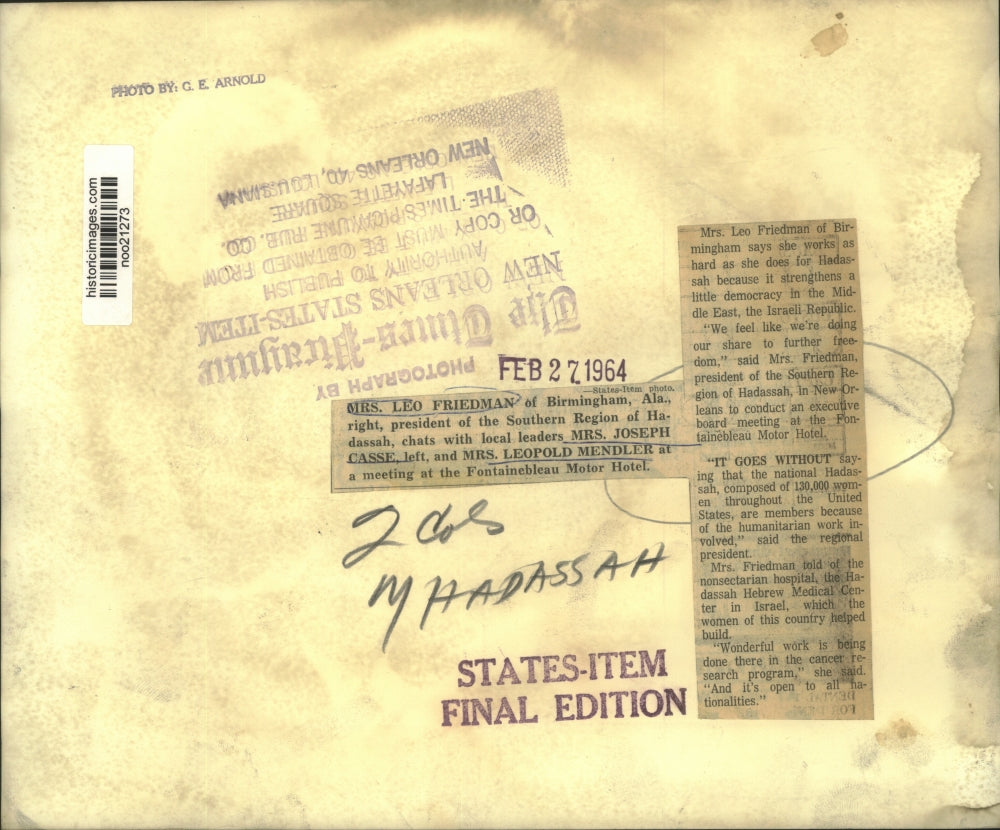 PHOTO BY: G. E. ARNOLD
historicimages.com
noo21273
PHOTOGRAPH BY
The Times-Picayune
NEW ORLEANS STATES-ITEM
AUTHORITY TO PUBLISH
OR COPY MUST BE OBTAINED FROM
THE TIMES-PICAYUNE PUB. CO.
LAFAYETTE SQUARE
NEW ORLEANS 40, LOUISIANA
FEB 27 1964
—States-Item photo.
MRS. LEO FRIEDMAN of Birmingham, Ala.,
right, president of the Southern Region of Ha-
dassah, chats with local leaders MRS. JOSEPH
CASSE, left, and MRS. LEOPOLD MENDLER at
a meeting at the Fontainebleau Motor Hotel.
Mrs. Leo Friedman of Bir-
mingham says she works as
hard as she does for Hadas-
sah because it strengthens a
little democracy in the Mid-
dle East, the Israeli Republic.
"We feel like we're doing
our share to further free-
dom," said Mrs. Friedman,
president of the Southern Re-
gion of Hadassah, in New Or-
leans to conduct an executive
board meeting at the Fon-
tainebleau Motor Hotel.
"IT GOES WITHOUT say-
ing that the national Hadas-
sah, composed of 130,000 wom-
en throughout the United
States, are members because
of the humanitarian work in-
volved," said the regional
president.
Mrs. Friedman told of the
nonsectarian hospital, the Ha-
dassah Hebrew Medical Cen-
ter in Israel, which the
women of this country helped
build.
"Wonderful work is being
done there in the cancer re-
search program," she said.
"And it's open to all na-
tionalities."
2 Cols
M HADASSAH
STATES-ITEM
FINAL EDITION